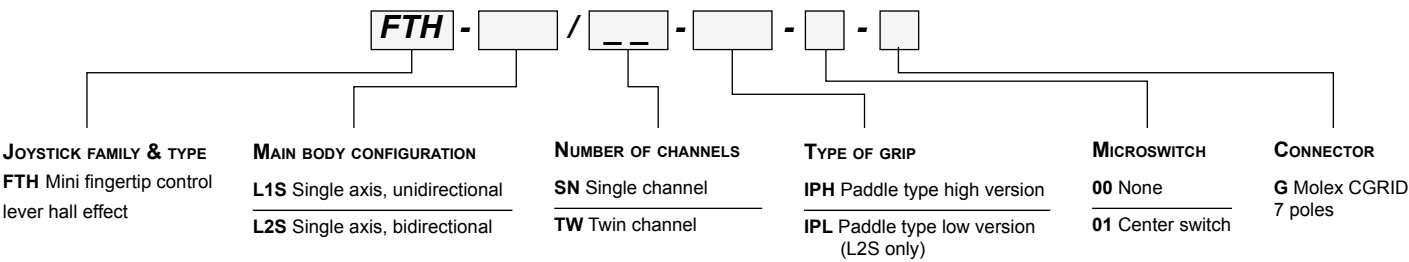 FTH - / _ _ - - -
JOYSTICK FAMILY & TYPE
FTH Mini fingertip control
lever hall effect
MAIN BODY CONFIGURATION
L1S Single axis, unidirectional
L2S Single axis, bidirectional
NUMBER OF CHANNELS
SN Single channel
TW Twin channel
TYPE OF GRIP
IPH Paddle type high version
IPL Paddle type low version
(L2S only)
MICROSWITCH
00 None
01 Center switch
CONNECTOR
G Molex CGRID
7 poles